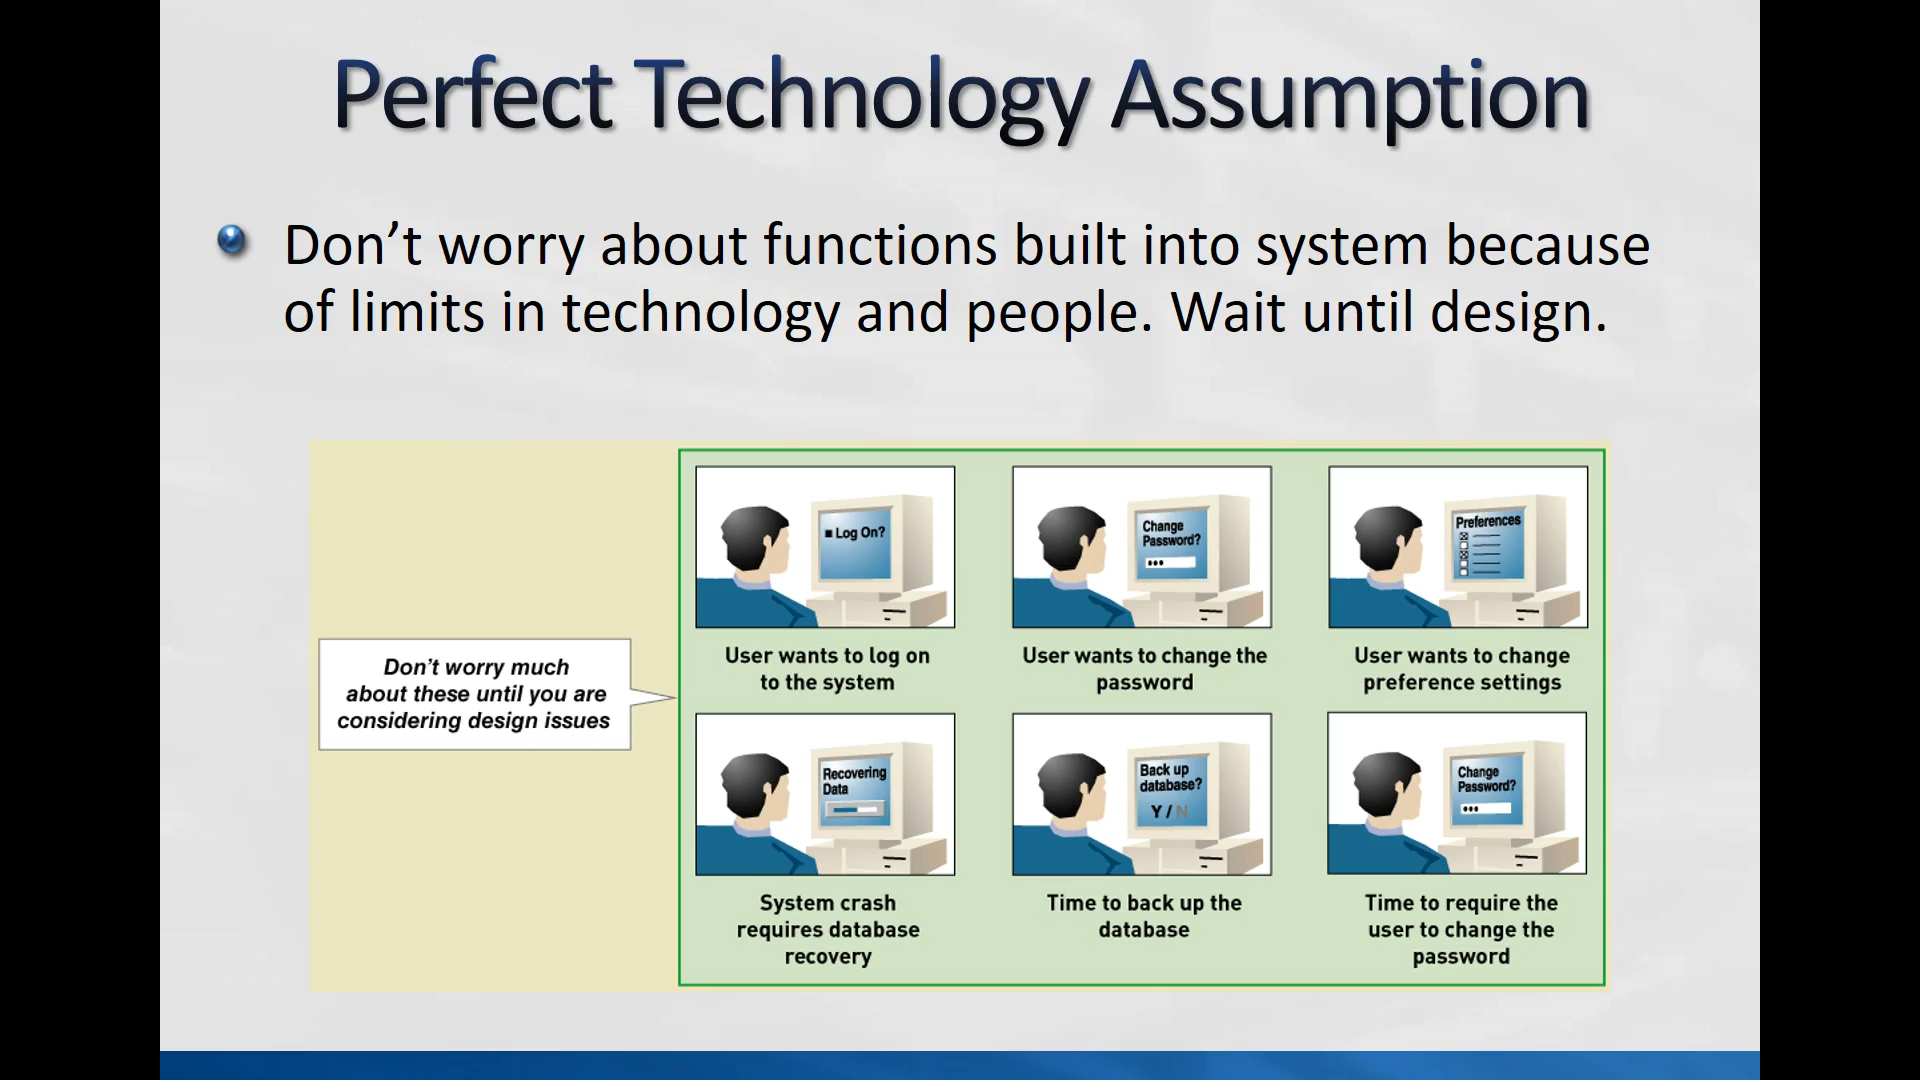 Perfect Technology Assumption
Don’t worry about functions built into system because
of limits in technology and people. Wait until design.
Don’t worry much
about these until you are
considering design issues
Log On?
User wants to log on
to the system
Change
Password?
User wants to change the
password
Preferences
User wants to change
preference settings
Recovering
Data
System crash
requires database
recovery
Back up
database?
Y / N
Time to back up the
database
Change
Password?
Time to require the
user to change the
password